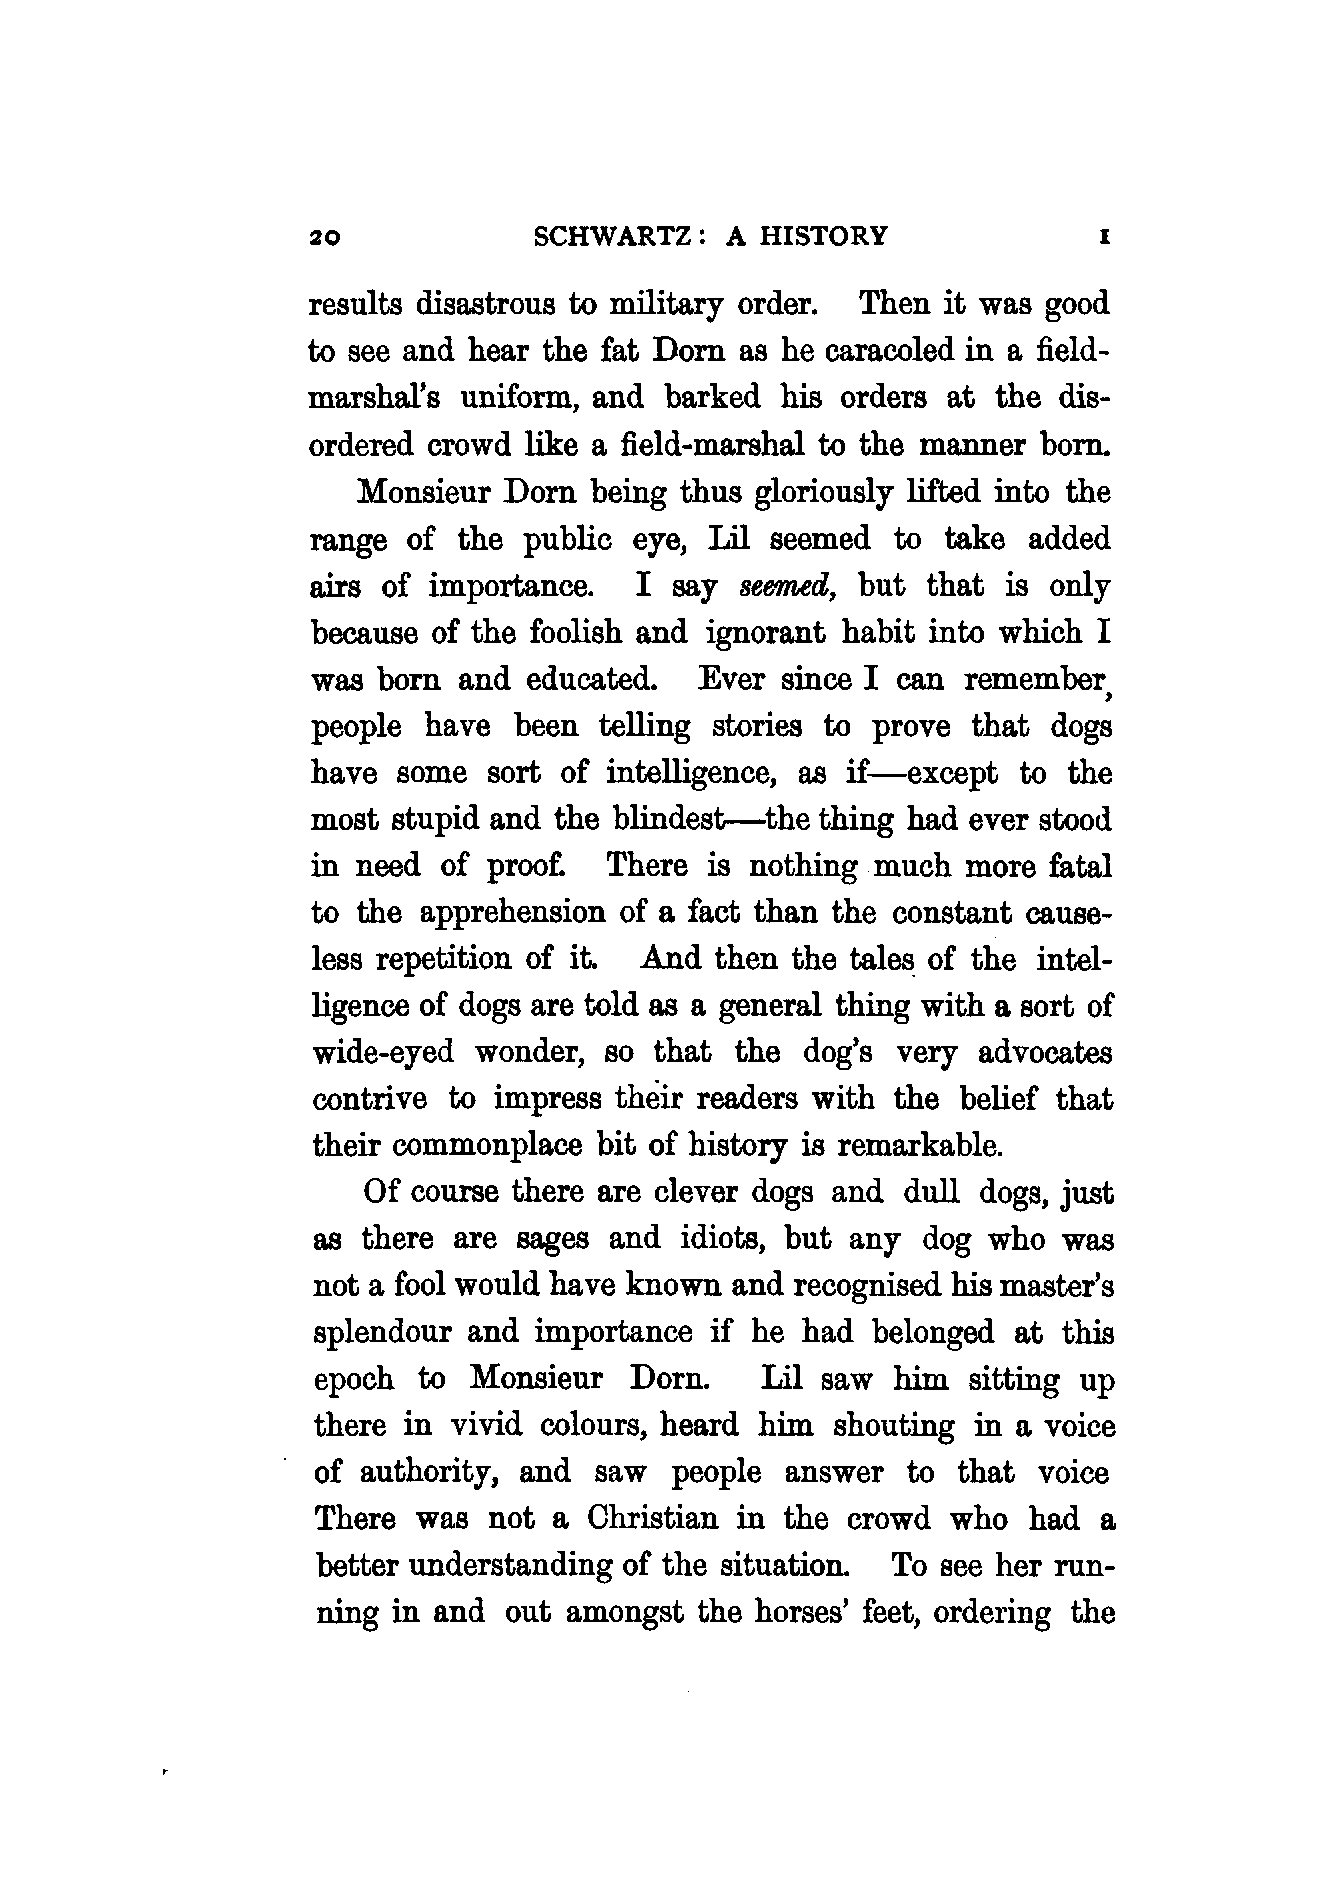 20 SCHWARTZ: A HISTORY I
results disastrous to military order. Then it was good
to see and hear the fat Dorn as he caracoled in a field-
marshal's uniform, and barked his orders at the dis-
ordered crowd like a field-marshal to the manner born.
Monsieur Dorn being thus gloriously lifted into the
range of the public eye, Lil seemed to take added
airs of importance. I say seemed, but that is only
because of the foolish and ignorant habit into which I
was born and educated. Ever since I can remember,
people have been telling stories to prove that dogs
have some sort of intelligence, as if—except to the
most stupid and the blindest—the thing had ever stood
in need of proof. There is nothing much more fatal
to the apprehension of a fact than the constant cause-
less repetition of it. And then the tales of the intel-
ligence of dogs are told as a general thing with a sort of
wide-eyed wonder, so that the dog's very advocates
contrive to impress their readers with the belief that
their commonplace bit of history is remarkable.
Of course there are clever dogs and dull dogs, just
as there are sages and idiots, but any dog who was
not a fool would have known and recognised his master's
splendour and importance if he had belonged at this
epoch to Monsieur Dorn. Lil saw him sitting up
there in vivid colours, heard him shouting in a voice
of authority, and saw people answer to that voice
There was not a Christian in the crowd who had a
better understanding of the situation. To see her run-
ning in and out amongst the horses' feet, ordering the